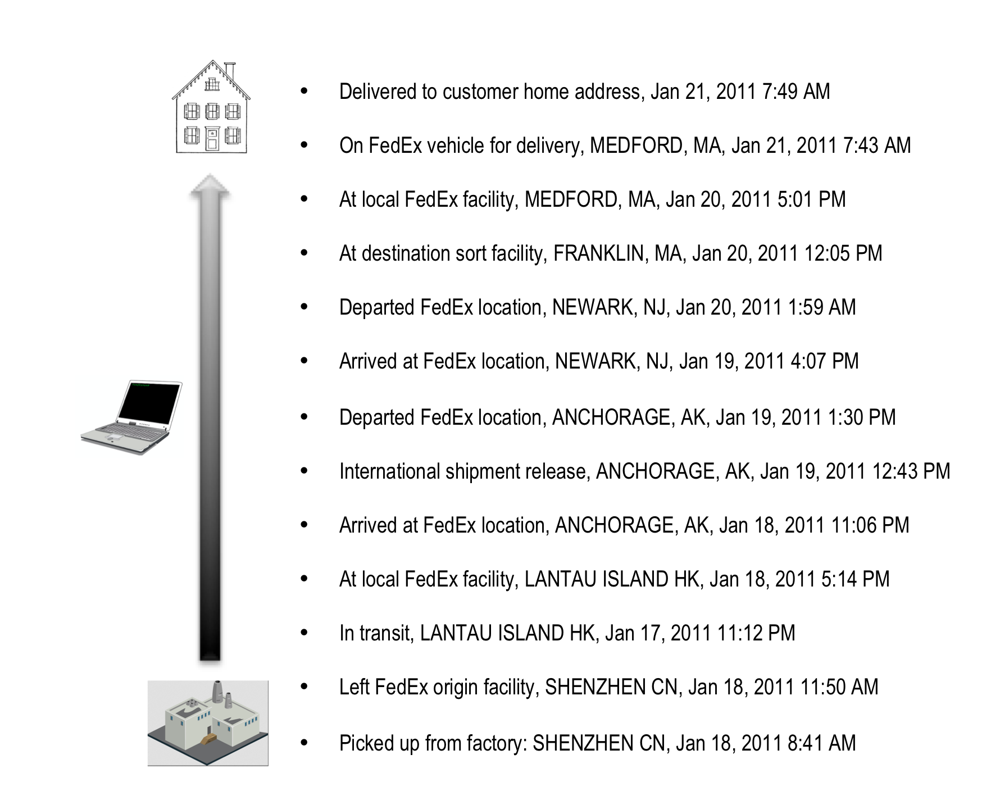 • Delivered to customer home address, Jan 21, 2011 7:49 AM
• On FedEx vehicle for delivery, MEDFORD, MA, Jan 21, 2011 7:43 AM
• At local FedEx facility, MEDFORD, MA, Jan 20, 2011 5:01 PM
• At destination sort facility, FRANKLIN, MA, Jan 20, 2011 12:05 PM
• Departed FedEx location, NEWARK, NJ, Jan 20, 2011 1:59 AM
• Arrived at FedEx location, NEWARK, NJ, Jan 19, 2011 4:07 PM
• Departed FedEx location, ANCHORAGE, AK, Jan 19, 2011 1:30 PM
• International shipment release, ANCHORAGE, AK, Jan 19, 2011 12:43 PM
• Arrived at FedEx location, ANCHORAGE, AK, Jan 18, 2011 11:06 PM
• At local FedEx facility, LANTAU ISLAND HK, Jan 18, 2011 5:14 PM
• In transit, LANTAU ISLAND HK, Jan 17, 2011 11:12 PM
• Left FedEx origin facility, SHENZHEN CN, Jan 18, 2011 11:50 AM
• Picked up from factory: SHENZHEN CN, Jan 18, 2011 8:41 AM